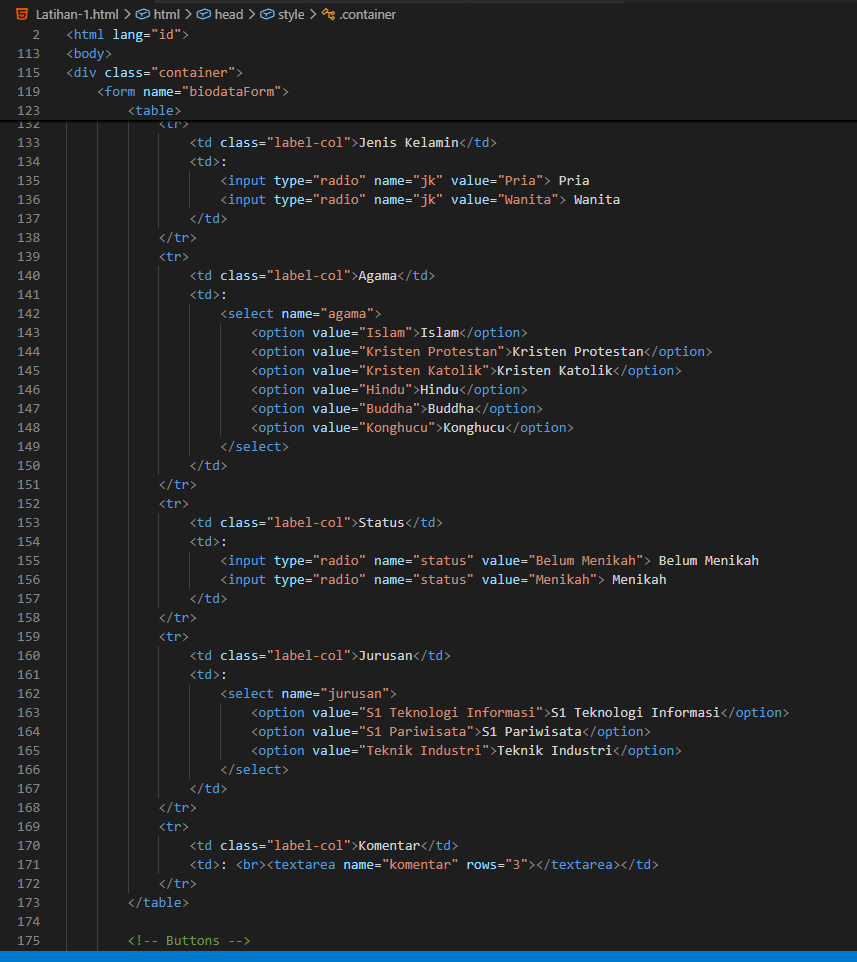 Latihan-1.html > html > head > style > .container
2 <html lang="id">
113 <body>
115 <div class="container">
119 <form name="biodataForm">
123 <table>
132 <tr>
133 <td class="label-col">Jenis Kelamin</td>
134 <td>:
135 <input type="radio" name="jk" value="Pria"> Pria
136 <input type="radio" name="jk" value="Wanita"> Wanita
137 </td>
138 </tr>
139 <tr>
140 <td class="label-col">Agama</td>
141 <td>:
142 <select name="agama">
143 <option value="Islam">Islam</option>
144 <option value="Kristen Protestan">Kristen Protestan</option>
145 <option value="Kristen Katolik">Kristen Katolik</option>
146 <option value="Hindu">Hindu</option>
147 <option value="Buddha">Buddha</option>
148 <option value="Konghucu">Konghucu</option>
149 </select>
150 </td>
151 </tr>
152 <tr>
153 <td class="label-col">Status</td>
154 <td>:
155 <input type="radio" name="status" value="Belum Menikah"> Belum Menikah
156 <input type="radio" name="status" value="Menikah"> Menikah
157 </td>
158 </tr>
159 <tr>
160 <td class="label-col">Jurusan</td>
161 <td>:
162 <select name="jurusan">
163 <option value="S1 Teknologi Informasi">S1 Teknologi Informasi</option>
164 <option value="S1 Pariwisata">S1 Pariwisata</option>
165 <option value="Teknik Industri">Teknik Industri</option>
166 </select>
167 </td>
168 </tr>
169 <tr>
170 <td class="label-col">Komentar</td>
171 <td>: <br><textarea name="komentar" rows="3"></textarea></td>
172 </tr>
173 </table>
174
175 <!-- Buttons -->